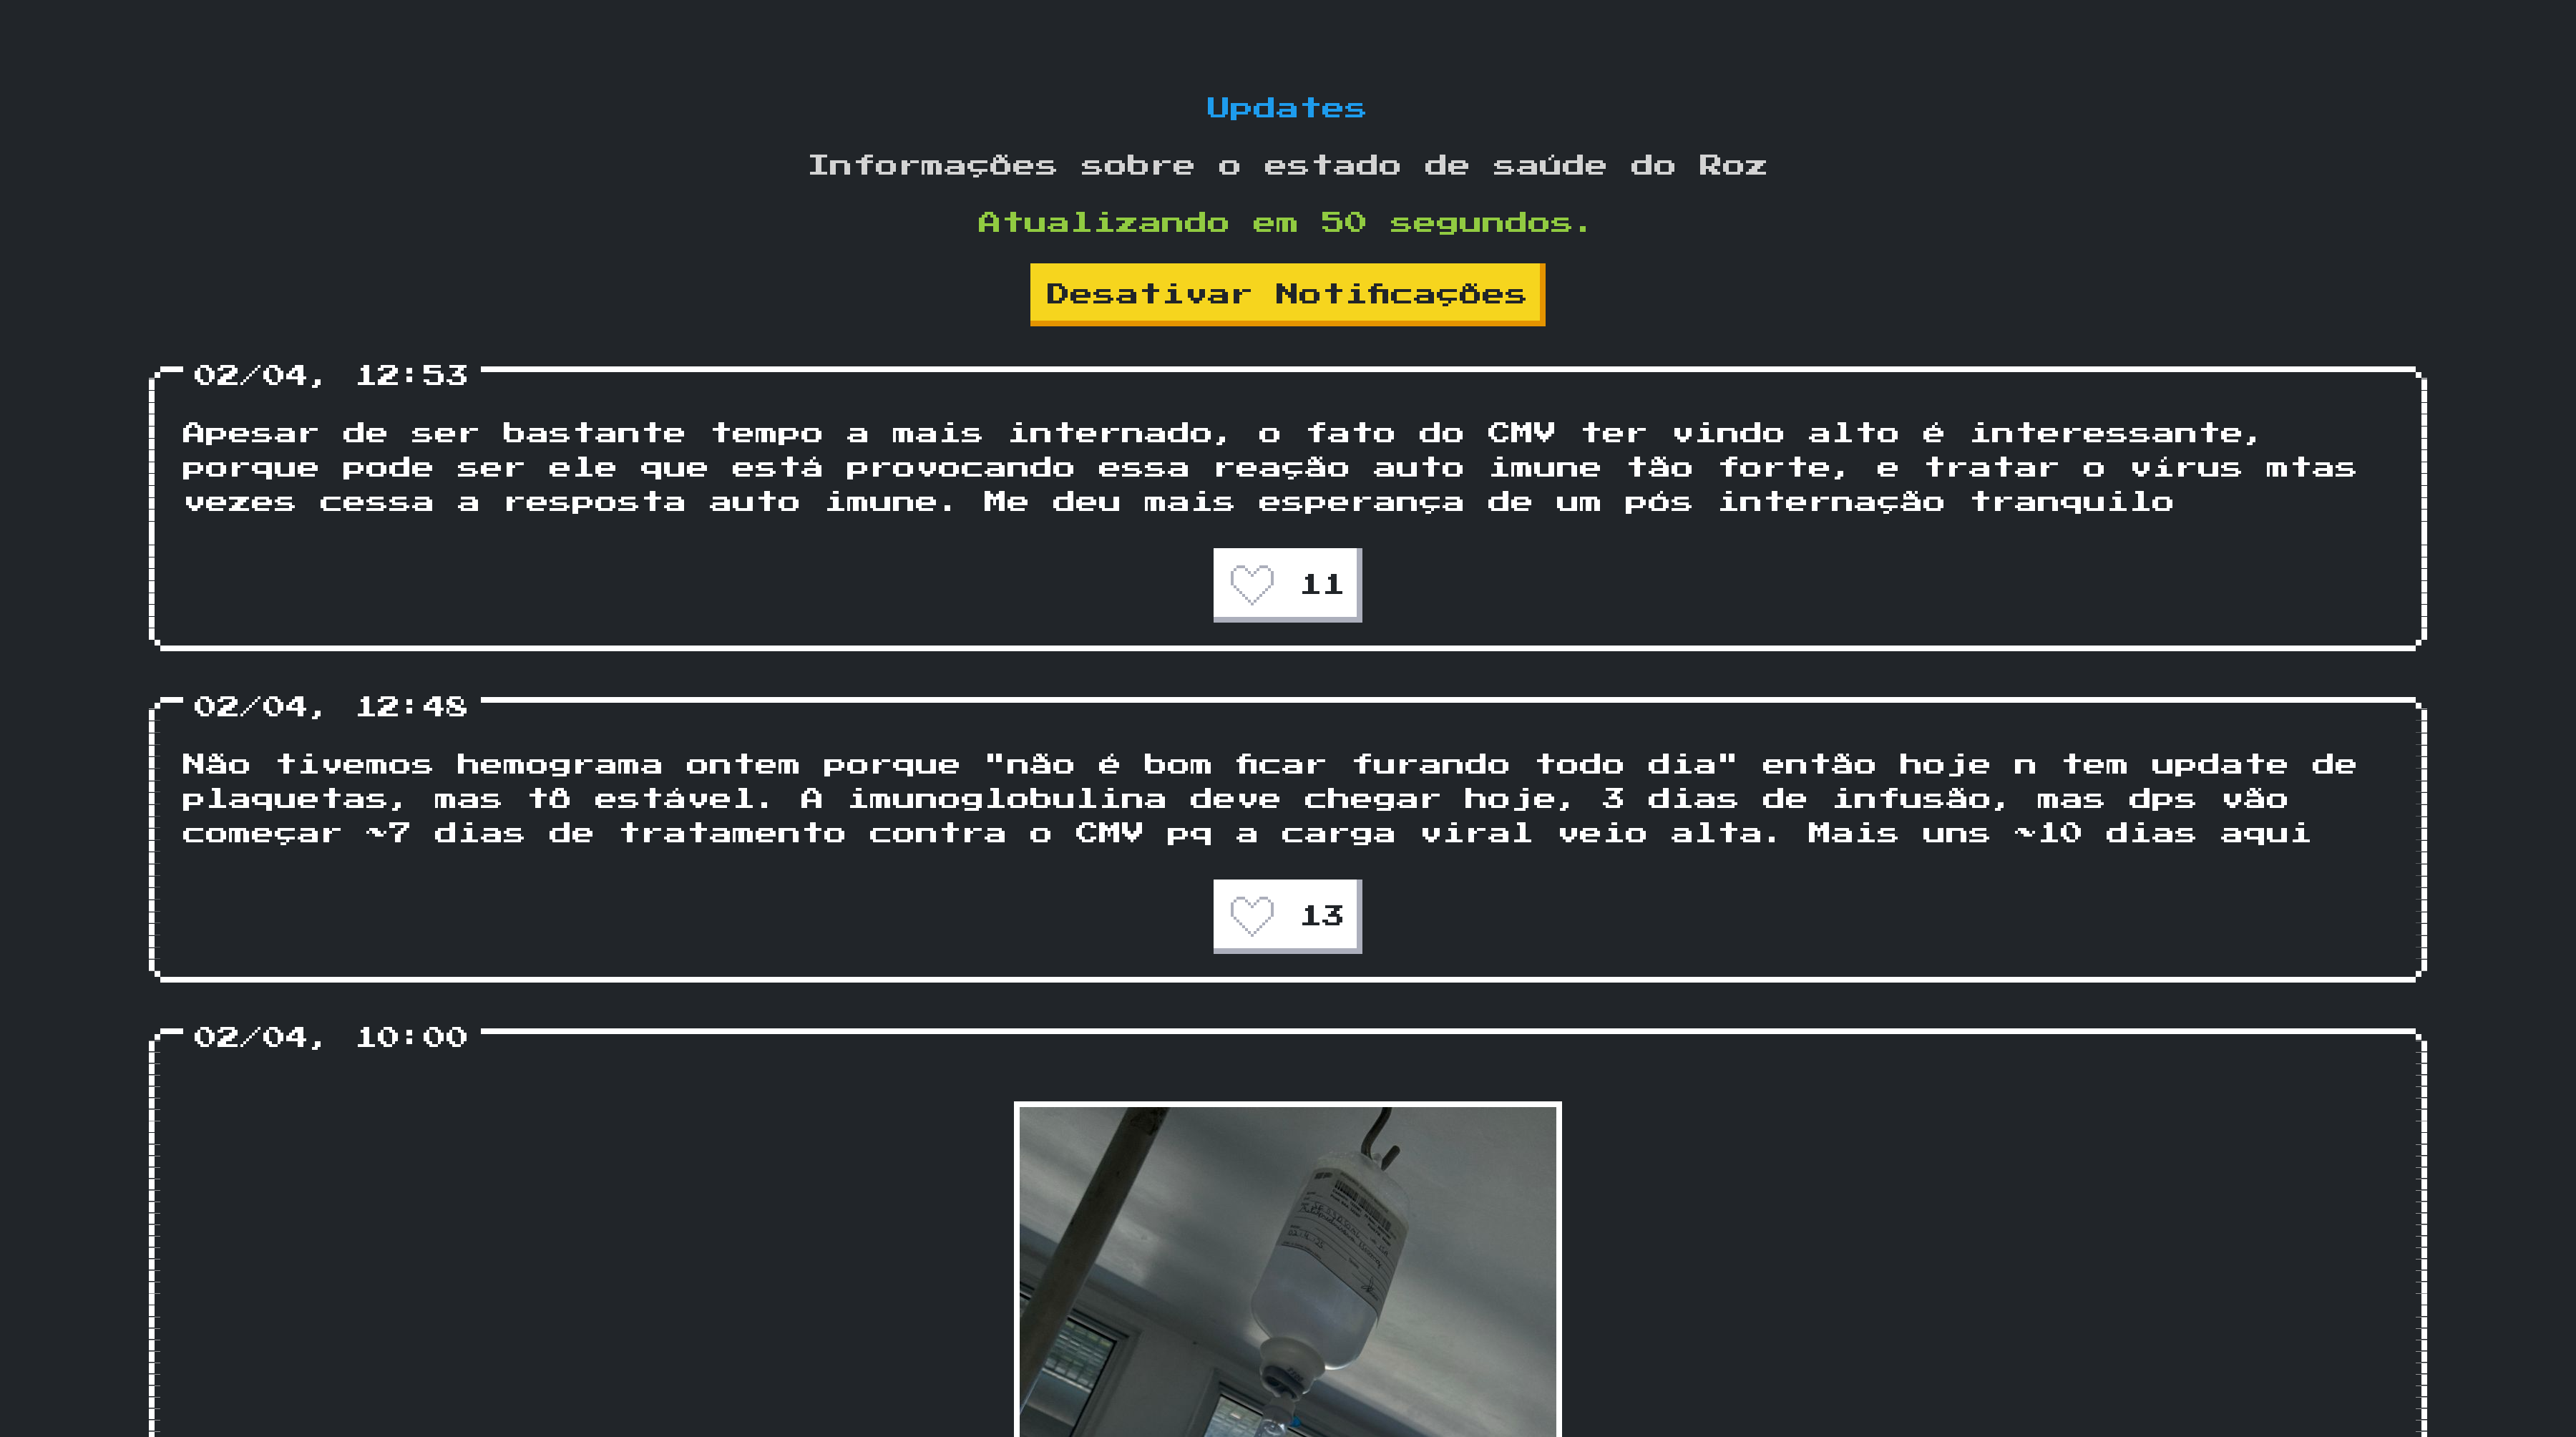 Updates
Informações sobre o estado de saúde do Roz
Atualizando em 50 segundos.
Desativar Notificações
02/04, 12:53
Apesar de ser bastante tempo a mais internado, o fato do CMV ter vindo alto é interessante,
porque pode ser ele que está provocando essa reação auto imune tão forte, e tratar o vírus mtas
vezes cessa a resposta auto imune. Me deu mais esperança de um pós internação tranquilo
11
02/04, 12:48
Não tivemos hemograma ontem porque "não é bom ficar furando todo dia" então hoje n tem update de
plaquetas, mas tô estável. A imunoglobulina deve chegar hoje, 3 dias de infusão, mas dps vão
começar ~7 dias de tratamento contra o CMV pq a carga viral veio alta. Mais uns ~10 dias aqui
13
02/04, 10:00